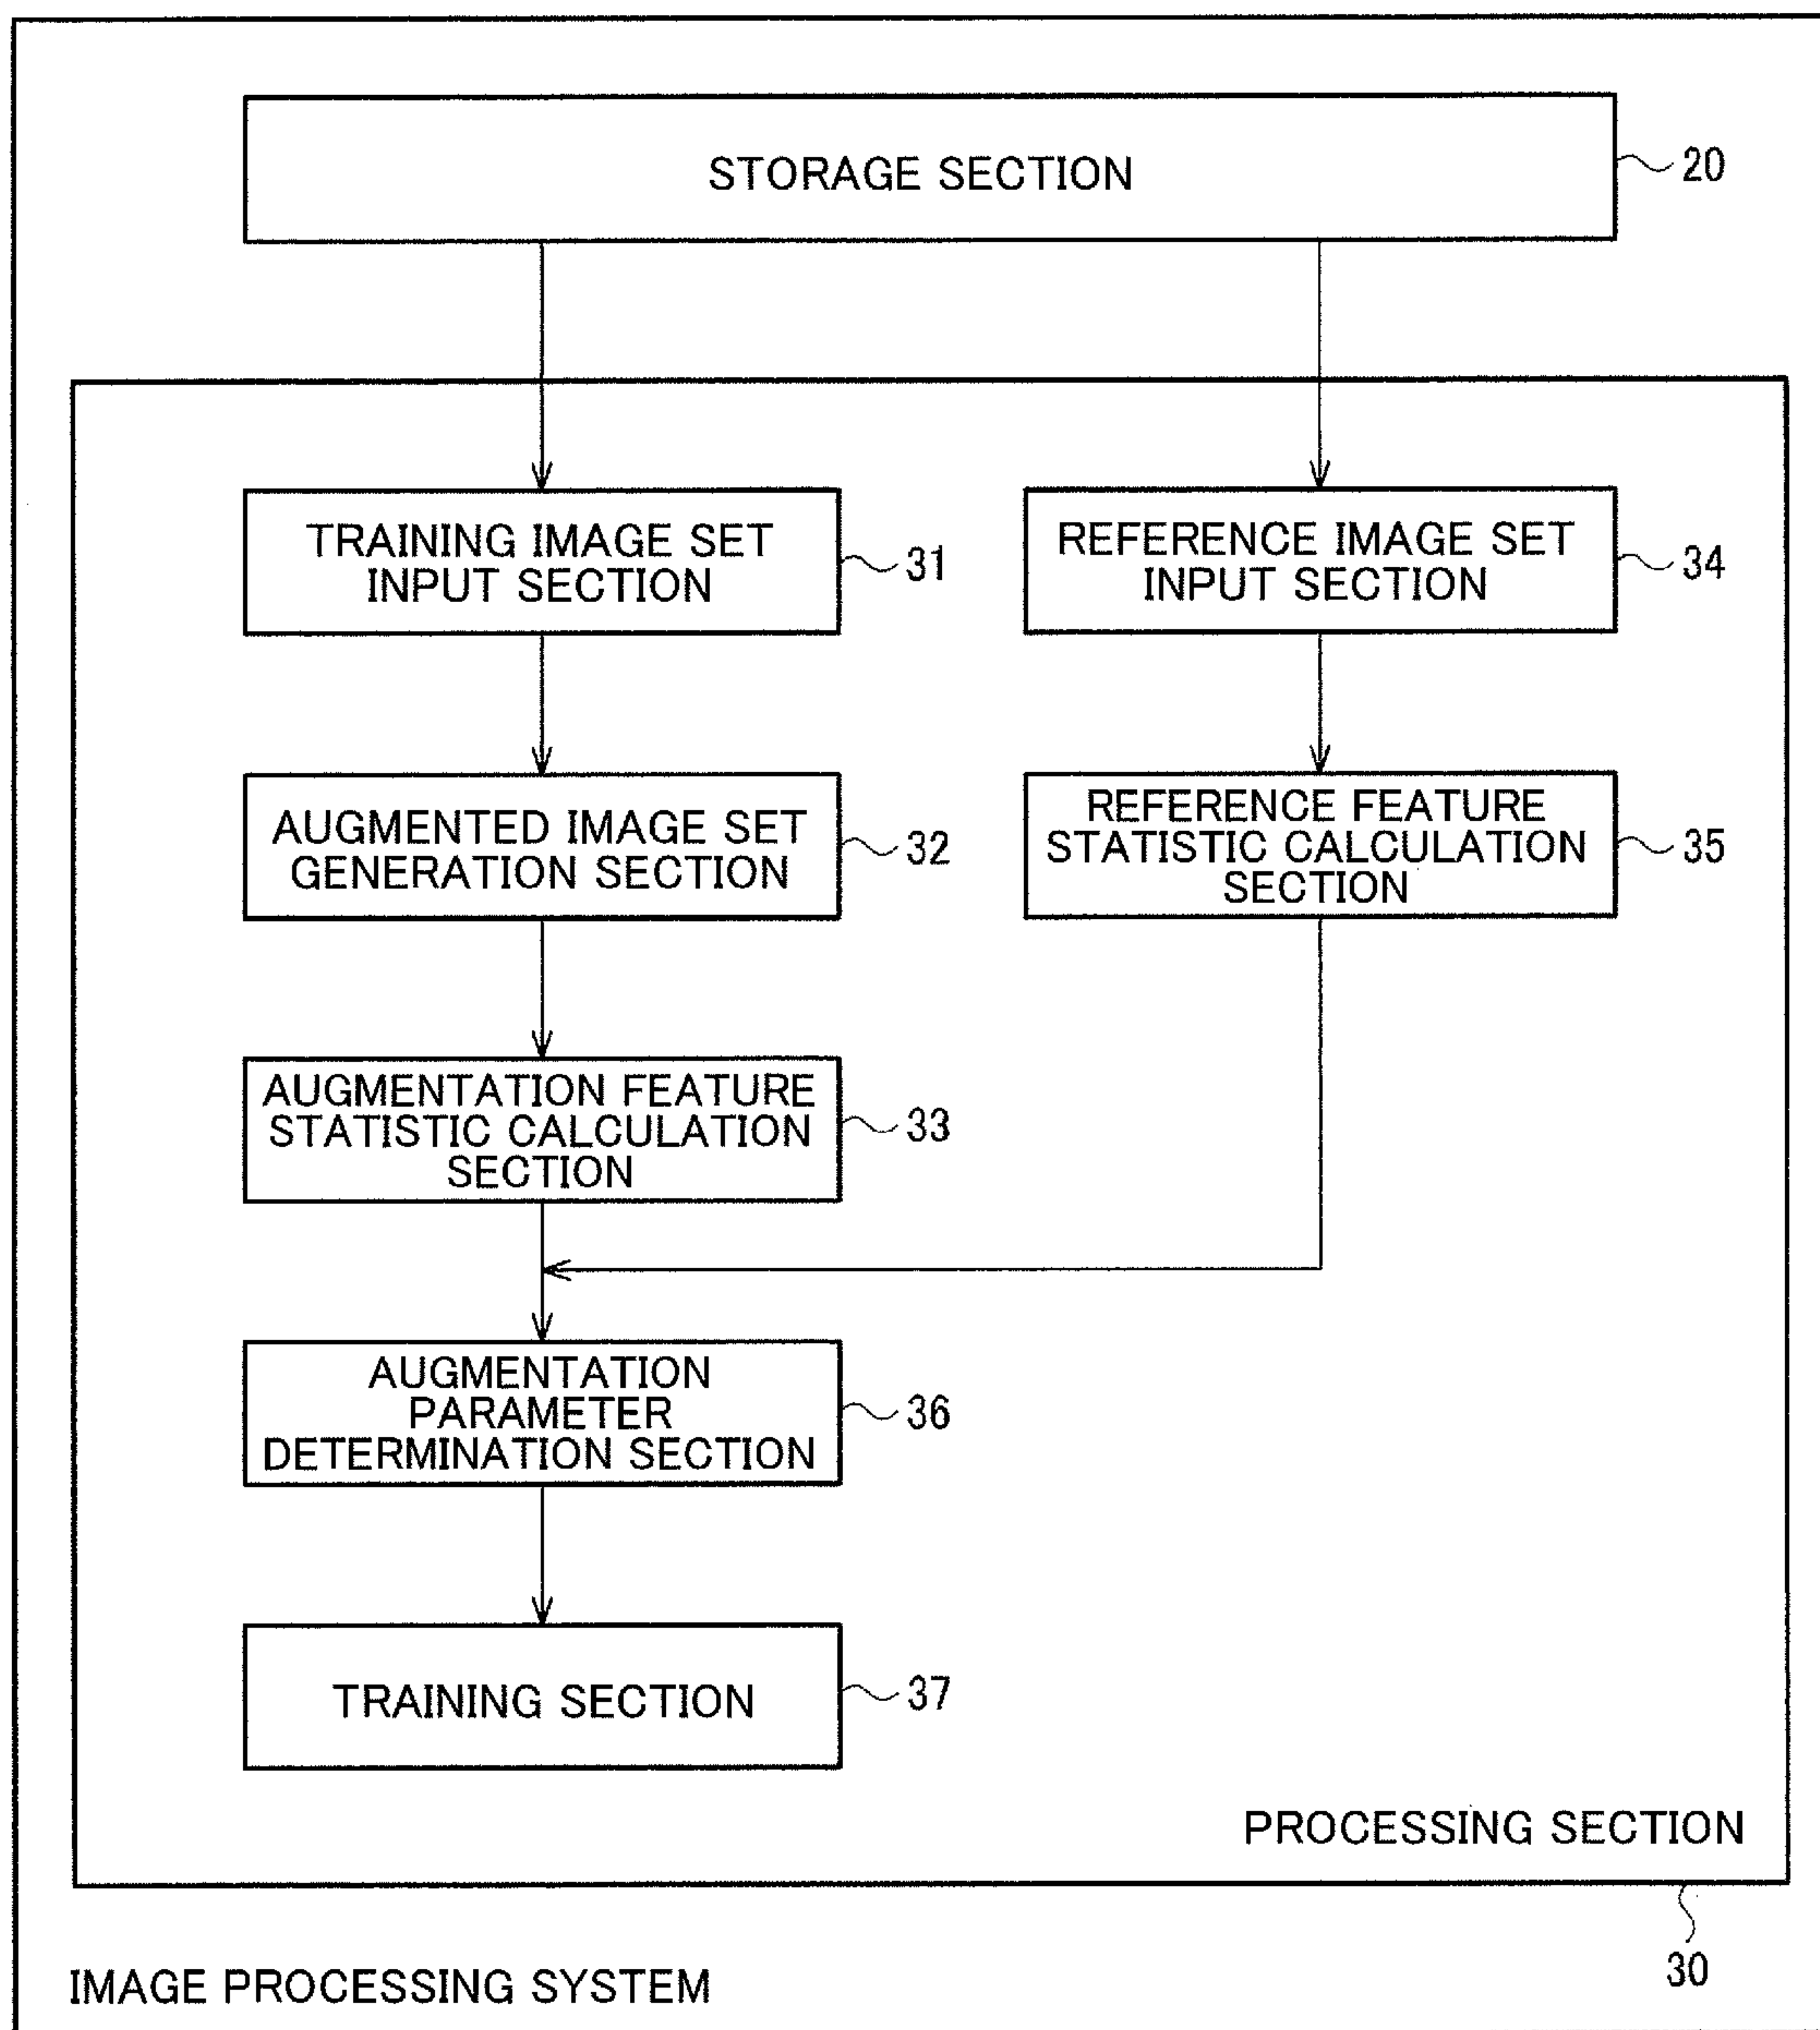 STORAGE SECTION
20
TRAINING IMAGE SET
INPUT SECTION
31
REFERENCE IMAGE SET
INPUT SECTION
34
AUGMENTED IMAGE SET
GENERATION SECTION
32
REFERENCE FEATURE
STATISTIC CALCULATION
SECTION
35
AUGMENTATION FEATURE
STATISTIC CALCULATION
SECTION
33
AUGMENTATION
PARAMETER
DETERMINATION SECTION
36
TRAINING SECTION
37
PROCESSING SECTION
30
IMAGE PROCESSING SYSTEM